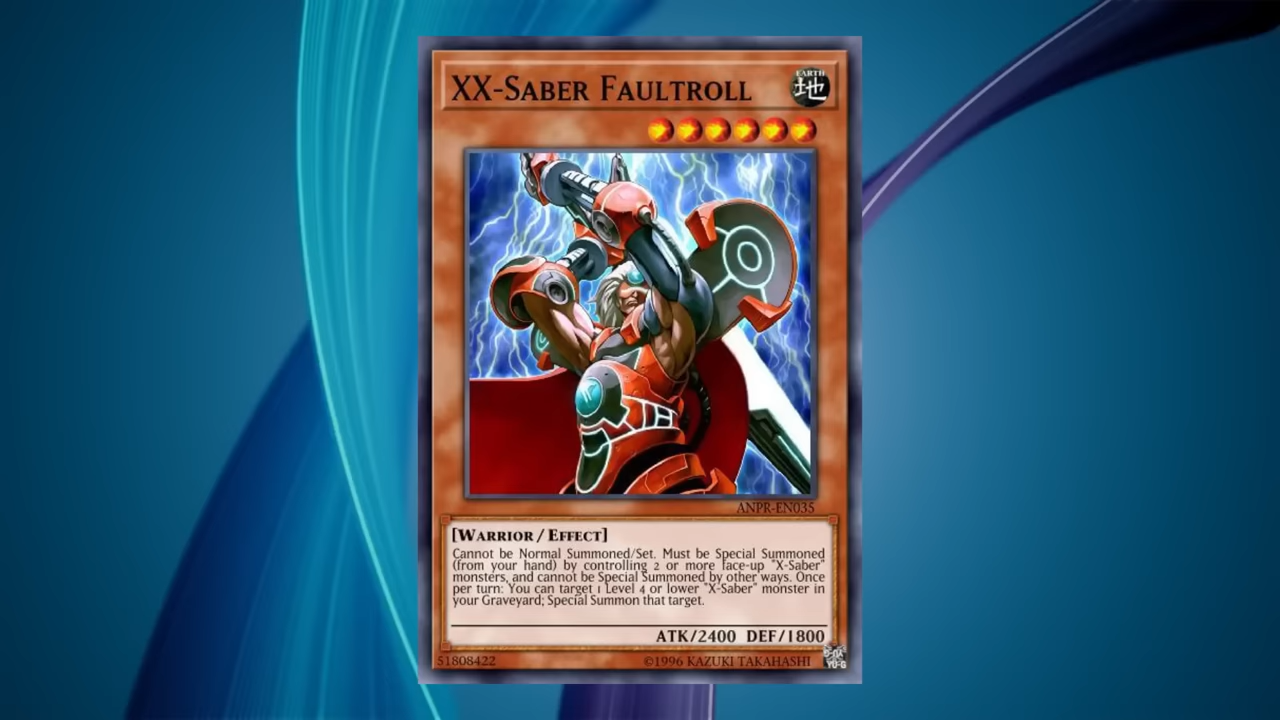 XX-Saber Faultroll
EARTH
地
ANPR-EN035
[Warrior / Effect]
Cannot be Normal Summoned/Set. Must be Special Summoned
(from your hand) by controlling 2 or more face-up "X-Saber"
monsters, and cannot be Special Summoned by other ways. Once
per turn: You can target 1 Level 4 or lower "X-Saber" monster in
your Graveyard; Special Summon that target.
ATK/2400 DEF/1800
51808422
©1996 KAZUKI TAKAHASHI